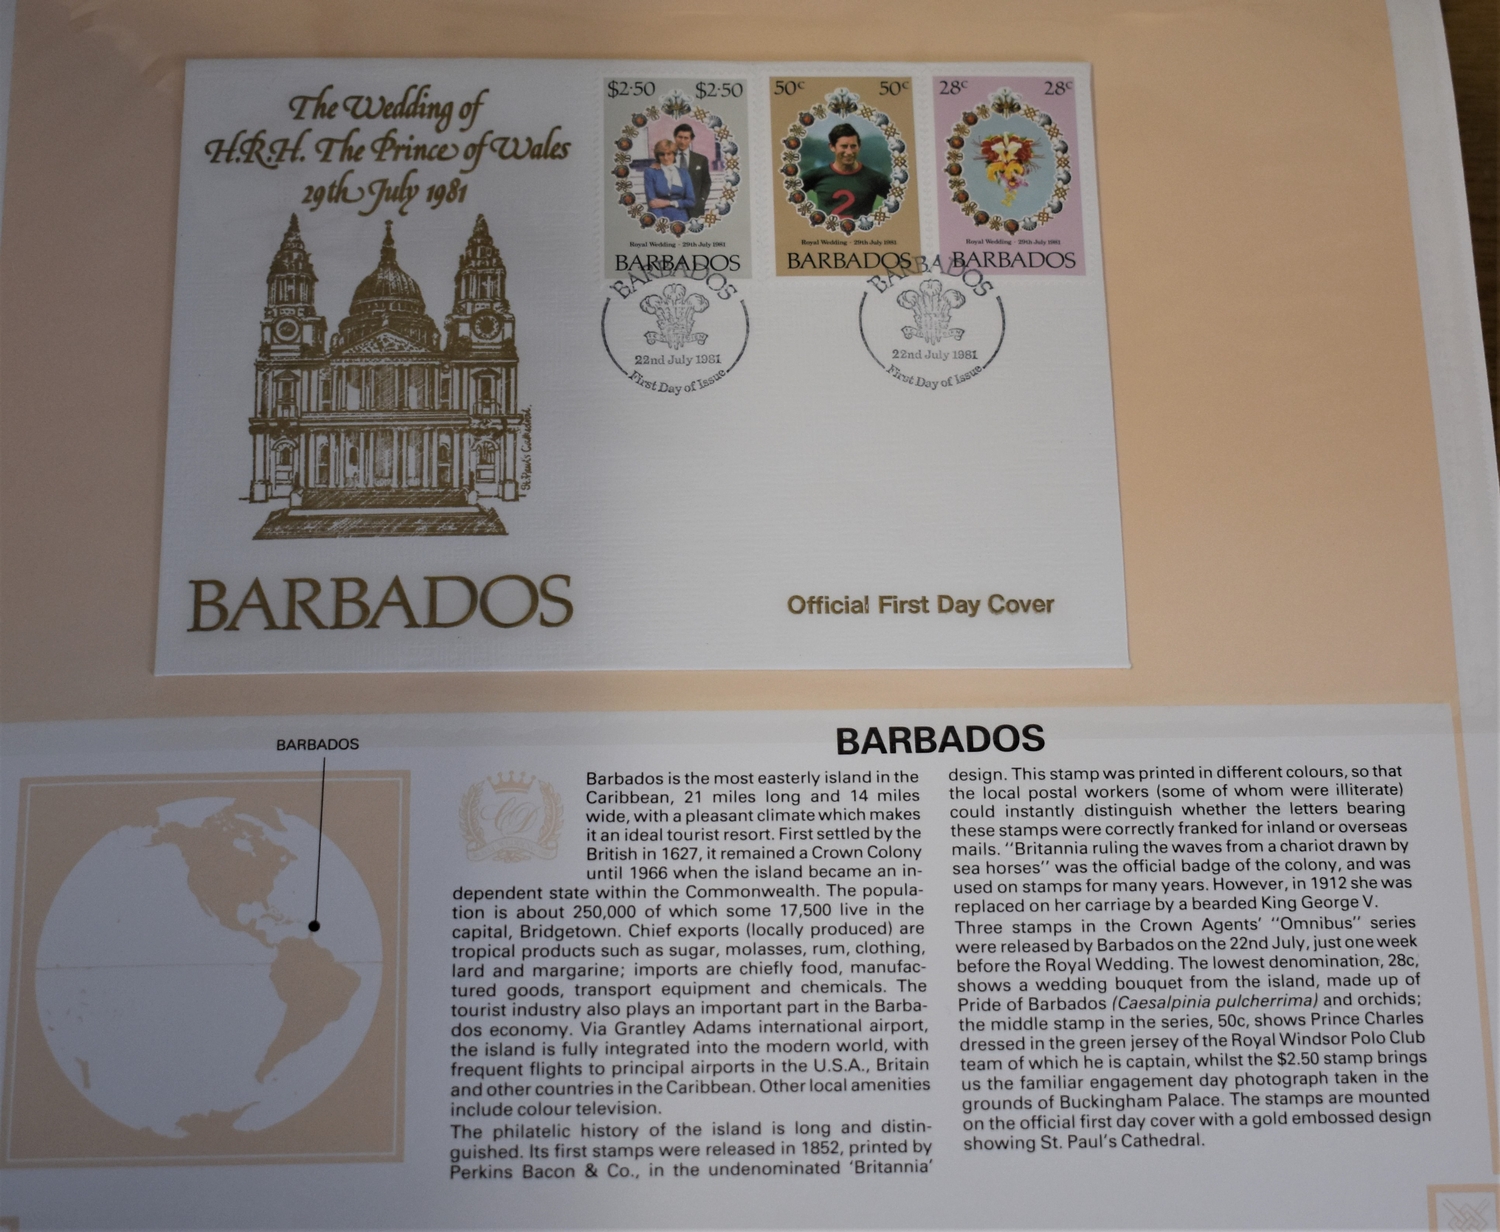 The Wedding of
H.R.H. The Prince of Wales
29th July 1981
St. Paul's Cathedral.
BARBADOS
$2·50 $2·50
Royal Wedding - 29th July 1981
BARBADOS
50c 50c
2
Royal Wedding - 29th July 1981
BARBADOS
28c 28c
Royal Wedding - 29th July 1981
BARBADOS
BARBADOS
22nd July 1981
First Day of Issue
BARBADOS
22nd July 1981
First Day of Issue
Official First Day Cover
BARBADOS
BARBADOS
Barbados is the most easterly island in the
Caribbean, 21 miles long and 14 miles
wide, with a pleasant climate which makes
it an ideal tourist resort. First settled by the
British in 1627, it remained a Crown Colony
until 1966 when the island became an in-
dependent state within the Commonwealth. The popula-
tion is about 250,000 of which some 17,500 live in the
capital, Bridgetown. Chief exports (locally produced) are
tropical products such as sugar, molasses, rum, clothing,
lard and margarine; imports are chiefly food, manufac-
tured goods, transport equipment and chemicals. The
tourist industry also plays an important part in the Barba-
dos economy. Via Grantley Adams international airport,
the island is fully integrated into the modern world, with
frequent flights to principal airports in the U.S.A., Britain
and other countries in the Caribbean. Other local amenities
include colour television.
The philatelic history of the island is long and distin-
guished. Its first stamps were released in 1852, printed by
Perkins Bacon & Co., in the undenominated 'Britannia'
design. This stamp was printed in different colours, so that
the local postal workers (some of whom were illiterate)
could instantly distinguish whether the letters bearing
these stamps were correctly franked for inland or overseas
mails. "Britannia ruling the waves from a chariot drawn by
sea horses" was the official badge of the colony, and was
used on stamps for many years. However, in 1912 she was
replaced on her carriage by a bearded King George V.
Three stamps in the Crown Agents' "Omnibus" series
were released by Barbados on the 22nd July, just one week
before the Royal Wedding. The lowest denomination, 28c,
shows a wedding bouquet from the island, made up of
Pride of Barbados (Caesalpinia pulcherrima) and orchids;
the middle stamp in the series, 50c, shows Prince Charles
dressed in the green jersey of the Royal Windsor Polo Club
team of which he is captain, whilst the $2.50 stamp brings
us the familiar engagement day photograph taken in the
grounds of Buckingham Palace. The stamps are mounted
on the official first day cover with a gold embossed design
showing St. Paul's Cathedral.